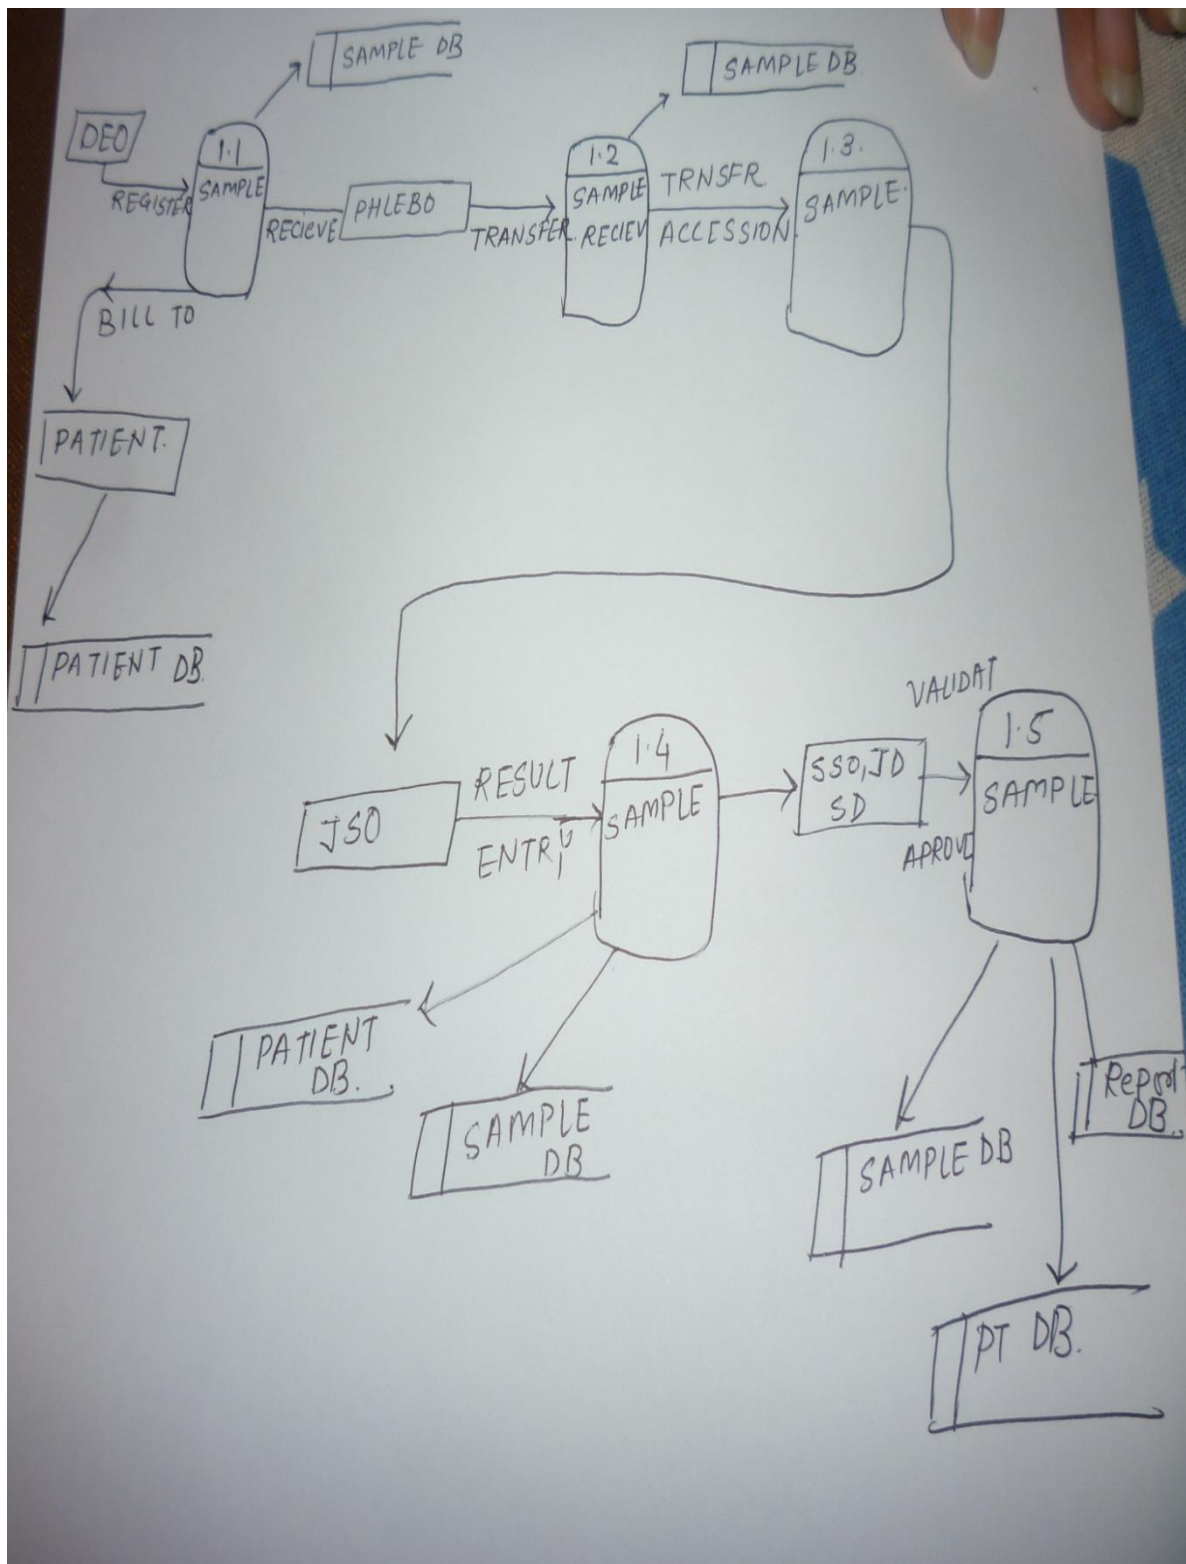 SAMPLE DB
SAMPLE DB
DEO
1.1
1.2
1.3.
REGISTER
SAMPLE
RECIEVE
PHLEBO
TRANSFER.
SAMPLE
RECIEV
TRNSFR.
ACCESSION
SAMPLE.
BILL TO
PATIENT.
PATIENT DB.
VALIDAT
JSO
RESULT
ENTRY
1.4
SAMPLE
SSO, JD
SD
APROVE
1.5
SAMPLE
PATIENT
DB.
SAMPLE
DB
SAMPLE DB
Report
DB.
PT DB.